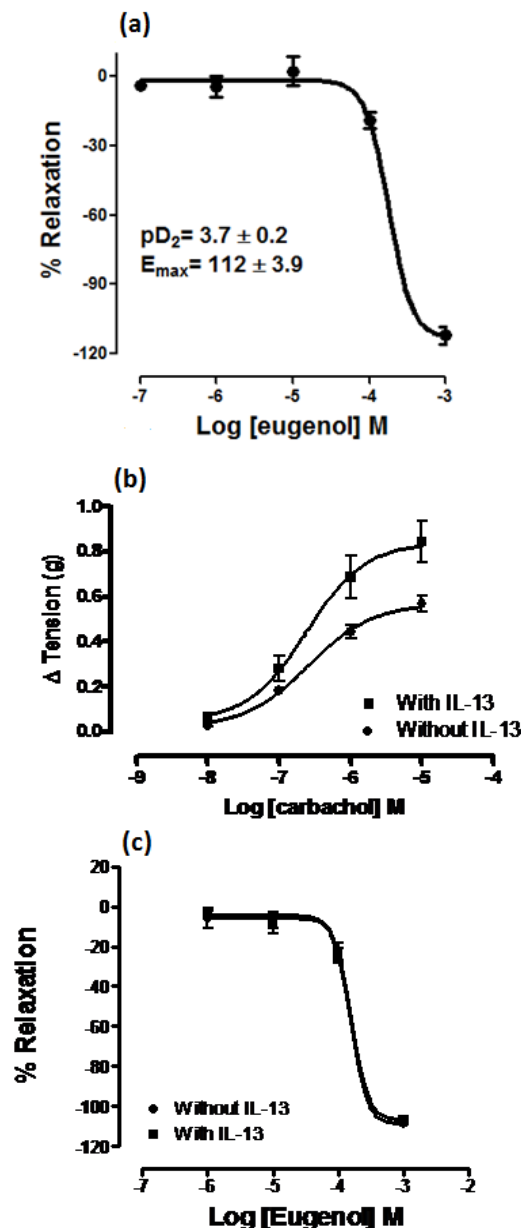 (a)
0
-30
-60
-90
-120
% Relaxation
pD2= 3.7 ± 0.2
Emax= 112 ± 3.9
-7 -6 -5 -4 -3
Log [eugenol] M
(b)
1.0
0.8
0.6
0.4
0.2
0.0
Δ Tension (g)
With IL-13
Without IL-13
-9 -8 -7 -6 -5 -4
Log [carbachol] M
(c)
20
0
-20
-40
-60
-80
-100
-120
% Relaxation
Without IL-13
With IL-13
-7 -6 -5 -4 -3 -2
Log [Eugenol] M